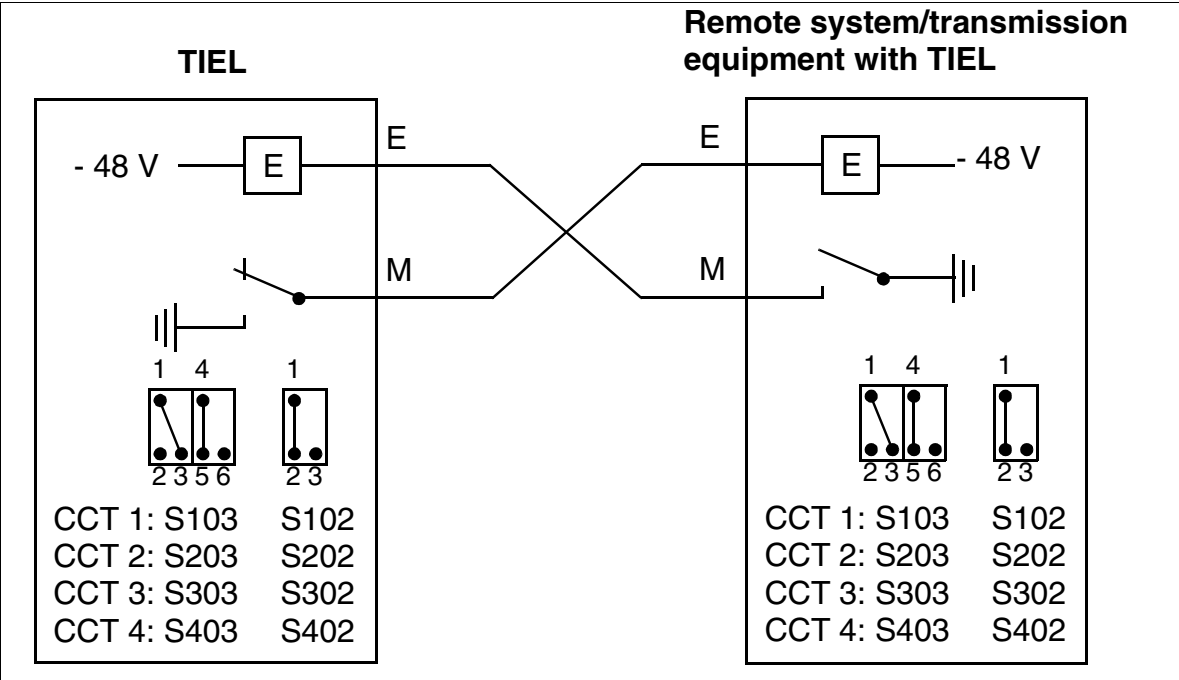 TIEL
Remote system/transmission
equipment with TIEL
- 48 V
E
E
M
1 4 1
2 3 5 6 2 3
CCT 1: S103 S102
CCT 2: S203 S202
CCT 3: S303 S302
CCT 4: S403 S402
E
E
- 48 V
M
1 4 1
2 3 5 6 2 3
CCT 1: S103 S102
CCT 2: S203 S202
CCT 3: S303 S302
CCT 4: S403 S402